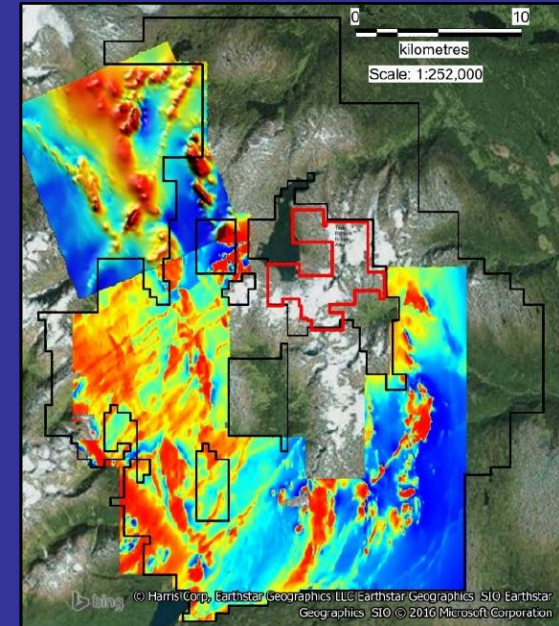 0 10
kilometres
Scale: 1:252,000
bing
© Harris Corp, Earthstar Geographics LLC Earthstar Geographics SIO Earthstar
Geographics SIO © 2016 Microsoft Corporation